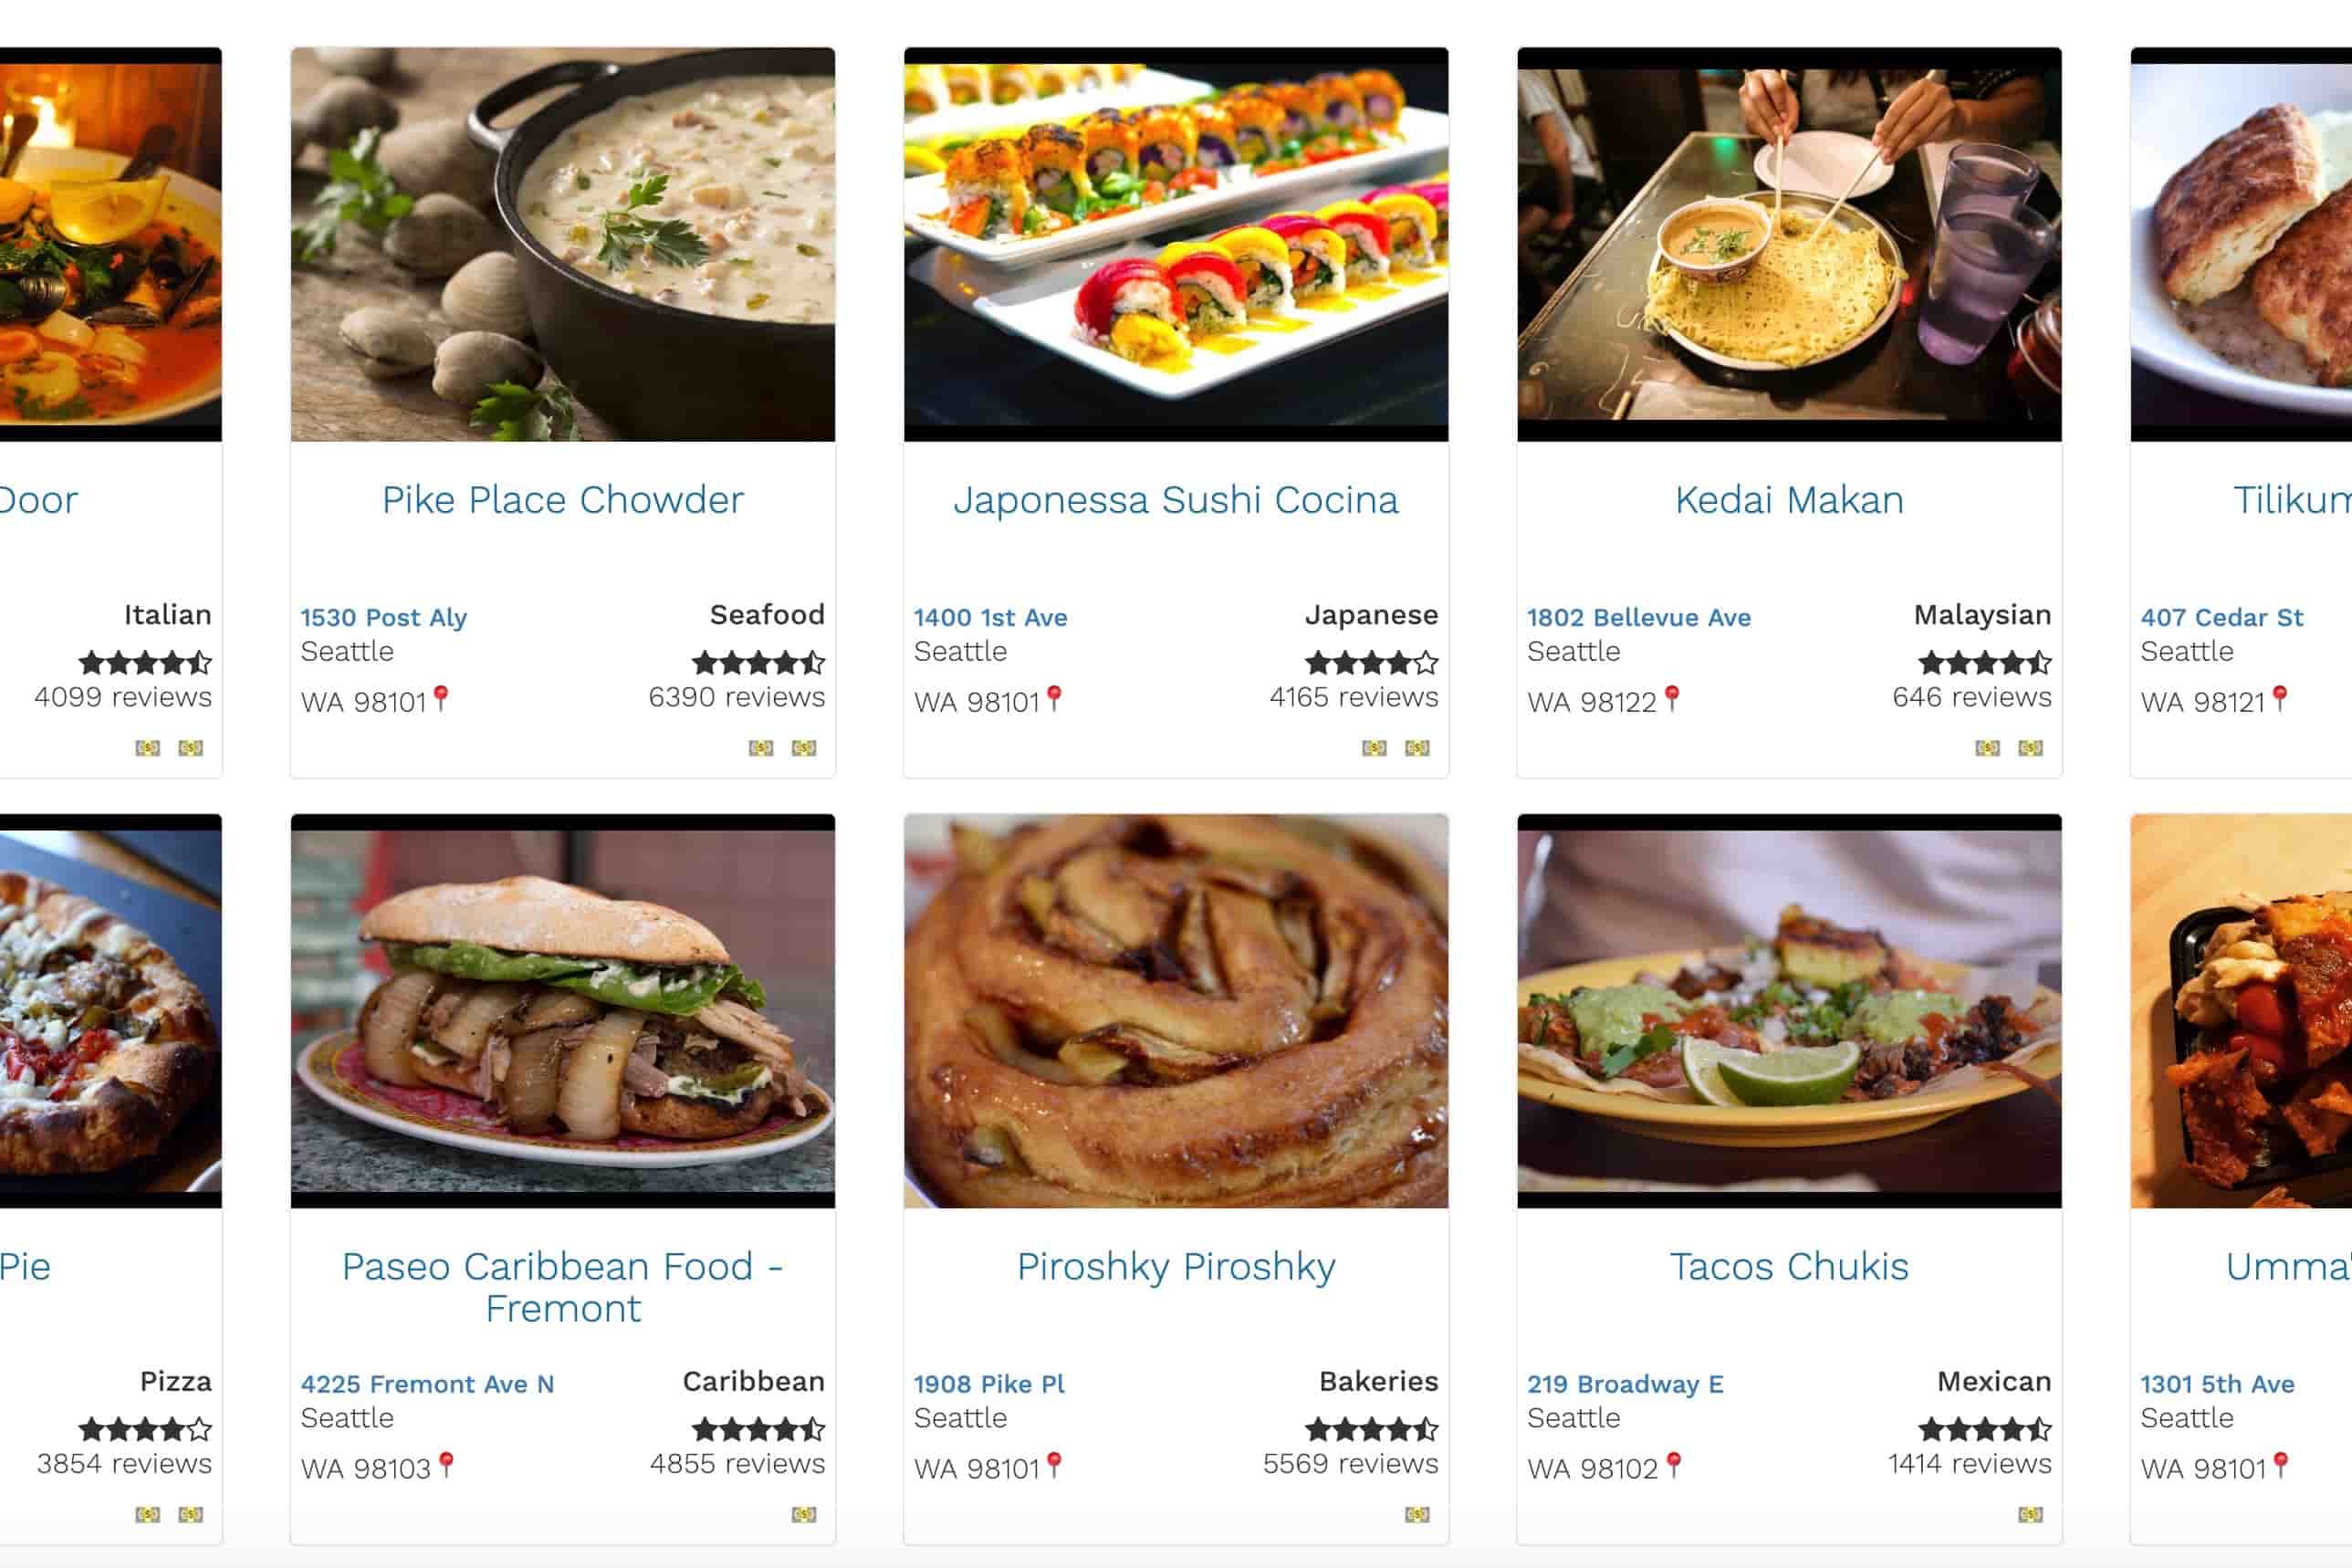 Door
Italian
4099 reviews
Pike Place Chowder
1530 Post Aly
Seafood
Seattle
WA 98101
6390 reviews
Japonessa Sushi Cocina
1400 1st Ave
Japanese
Seattle
WA 98101
4165 reviews
Kedai Makan
1802 Bellevue Ave
Malaysian
Seattle
WA 98122
646 reviews
Tilikum
407 Cedar St
Seattle
WA 98121
Pie
Pizza
3854 reviews
Paseo Caribbean Food -
Fremont
4225 Fremont Ave N
Caribbean
Seattle
WA 98103
4855 reviews
Piroshky Piroshky
1908 Pike Pl
Bakeries
Seattle
WA 98101
5569 reviews
Tacos Chukis
219 Broadway E
Mexican
Seattle
WA 98102
1414 reviews
Umma'
1301 5th Ave
Seattle
WA 98101